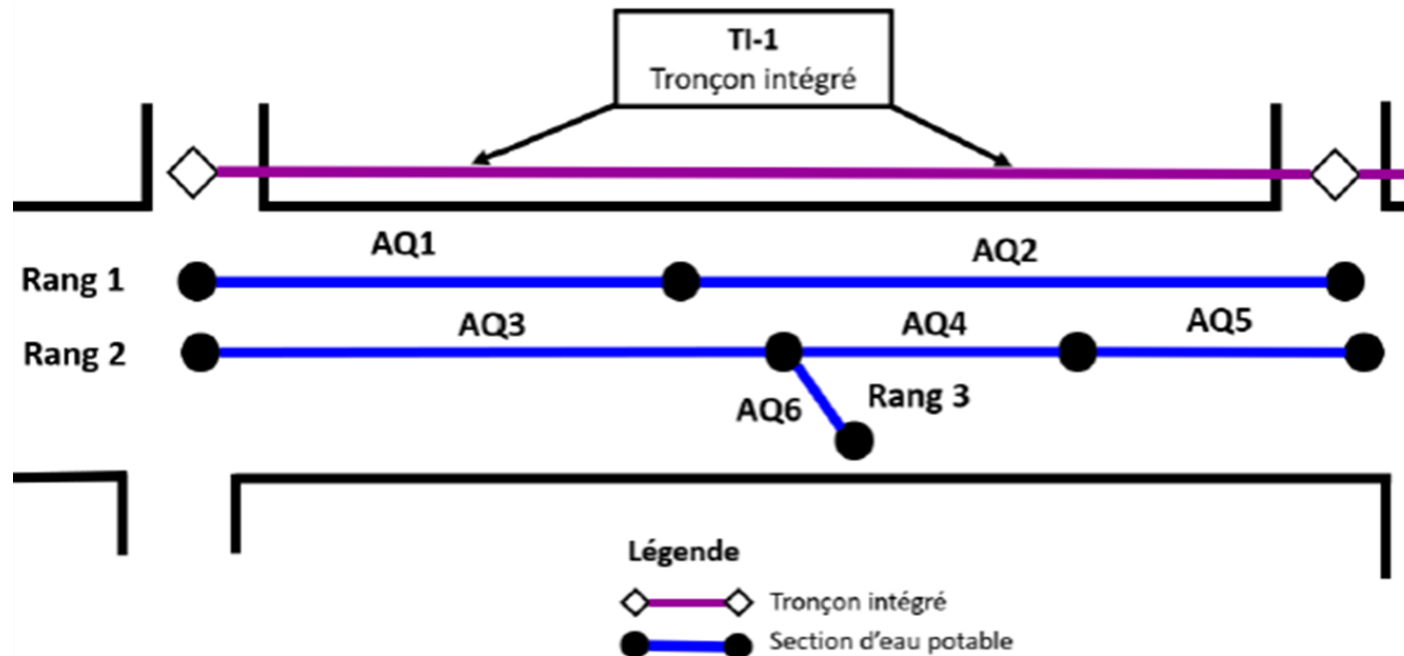 TI-1
Tronçon intégré
AQ1
AQ2
Rang 1
AQ3
AQ4
AQ5
Rang 2
AQ6
Rang 3
Légende
Tronçon intégré
Section d'eau potable